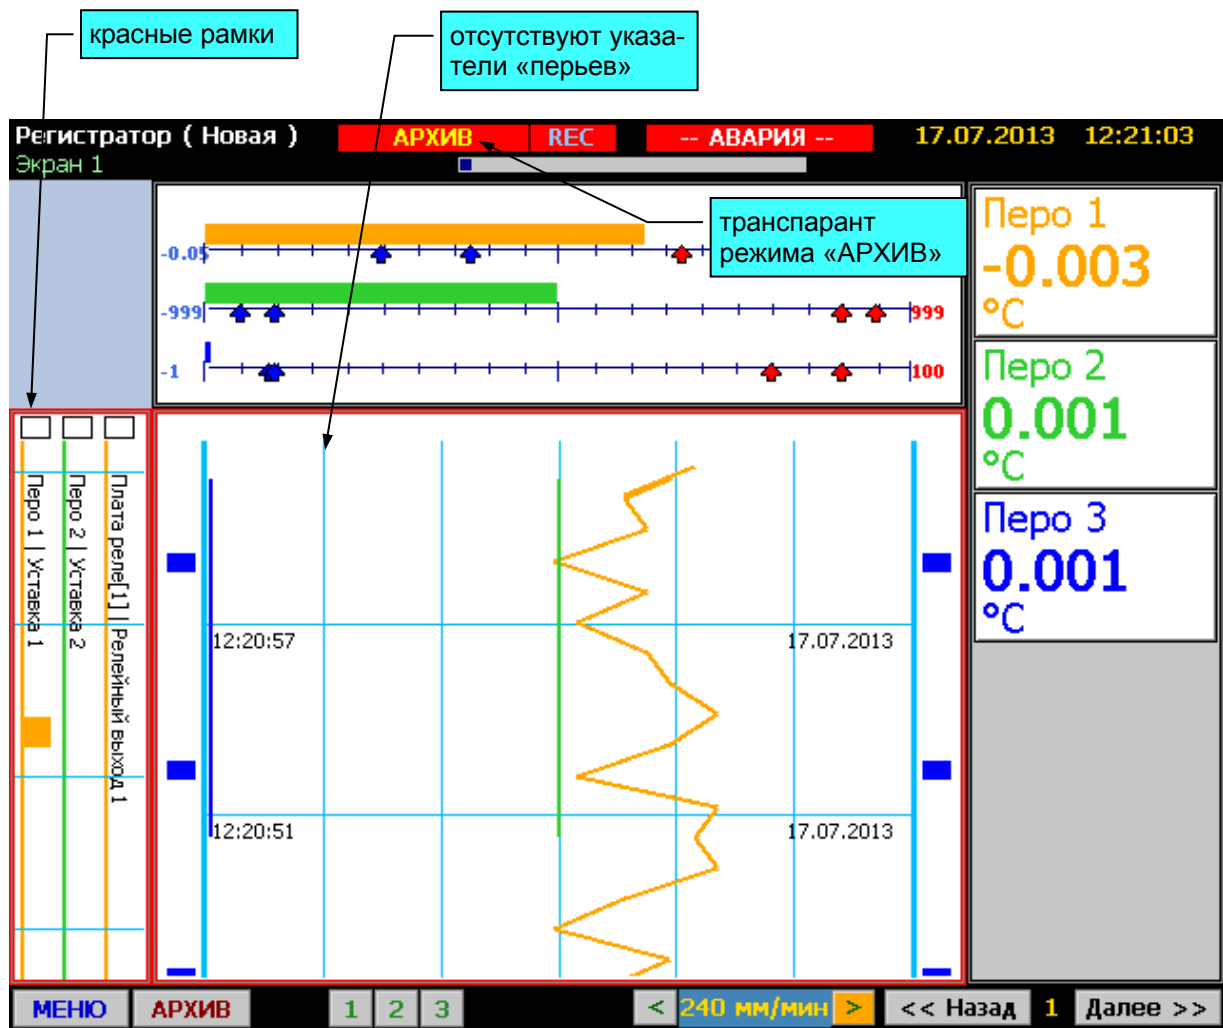 красные рамки
отсутствуют указа-
тели «перьев»
Регистратор ( Новая )
АРХИВ
REC
-- АВАРИЯ --
17.07.2013 12:21:03
Экран 1
транспарант
режима «АРХИВ»
-0.05
-999
999
-1
100
Перо 1
-0.003
°C
Перо 2
0.001
°C
Перо 3
0.001
°C
Перо 1 | Уставка 1
Перо 2 | Уставка 2
Плата реле[1] | Релейный выход 1
12:20:57
17.07.2013
12:20:51
17.07.2013
МЕНЮ
АРХИВ
1 2 3
< 240 мм/мин >
<< Назад 1 Далее >>